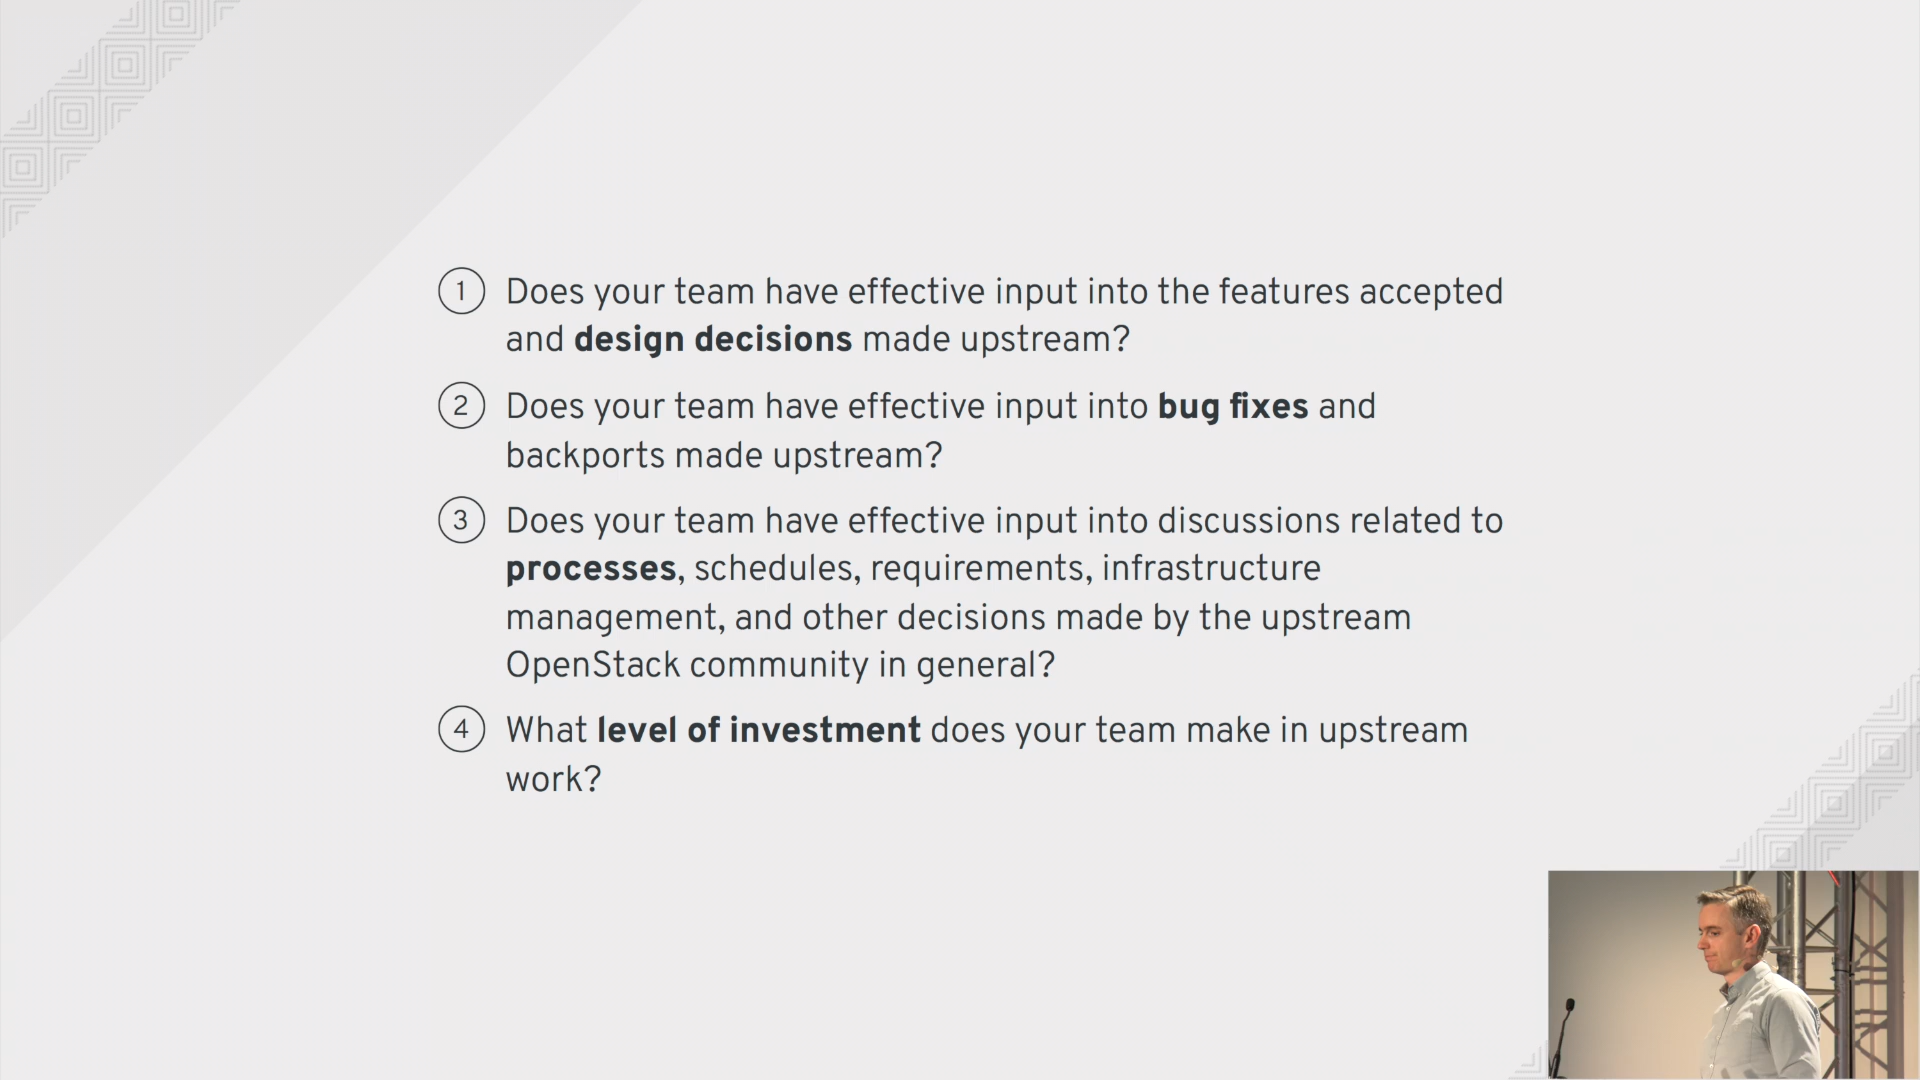 1 Does your team have effective input into the features accepted
and design decisions made upstream?
2 Does your team have effective input into bug fixes and
backports made upstream?
3 Does your team have effective input into discussions related to
processes, schedules, requirements, infrastructure
management, and other decisions made by the upstream
OpenStack community in general?
4 What level of investment does your team make in upstream
work?